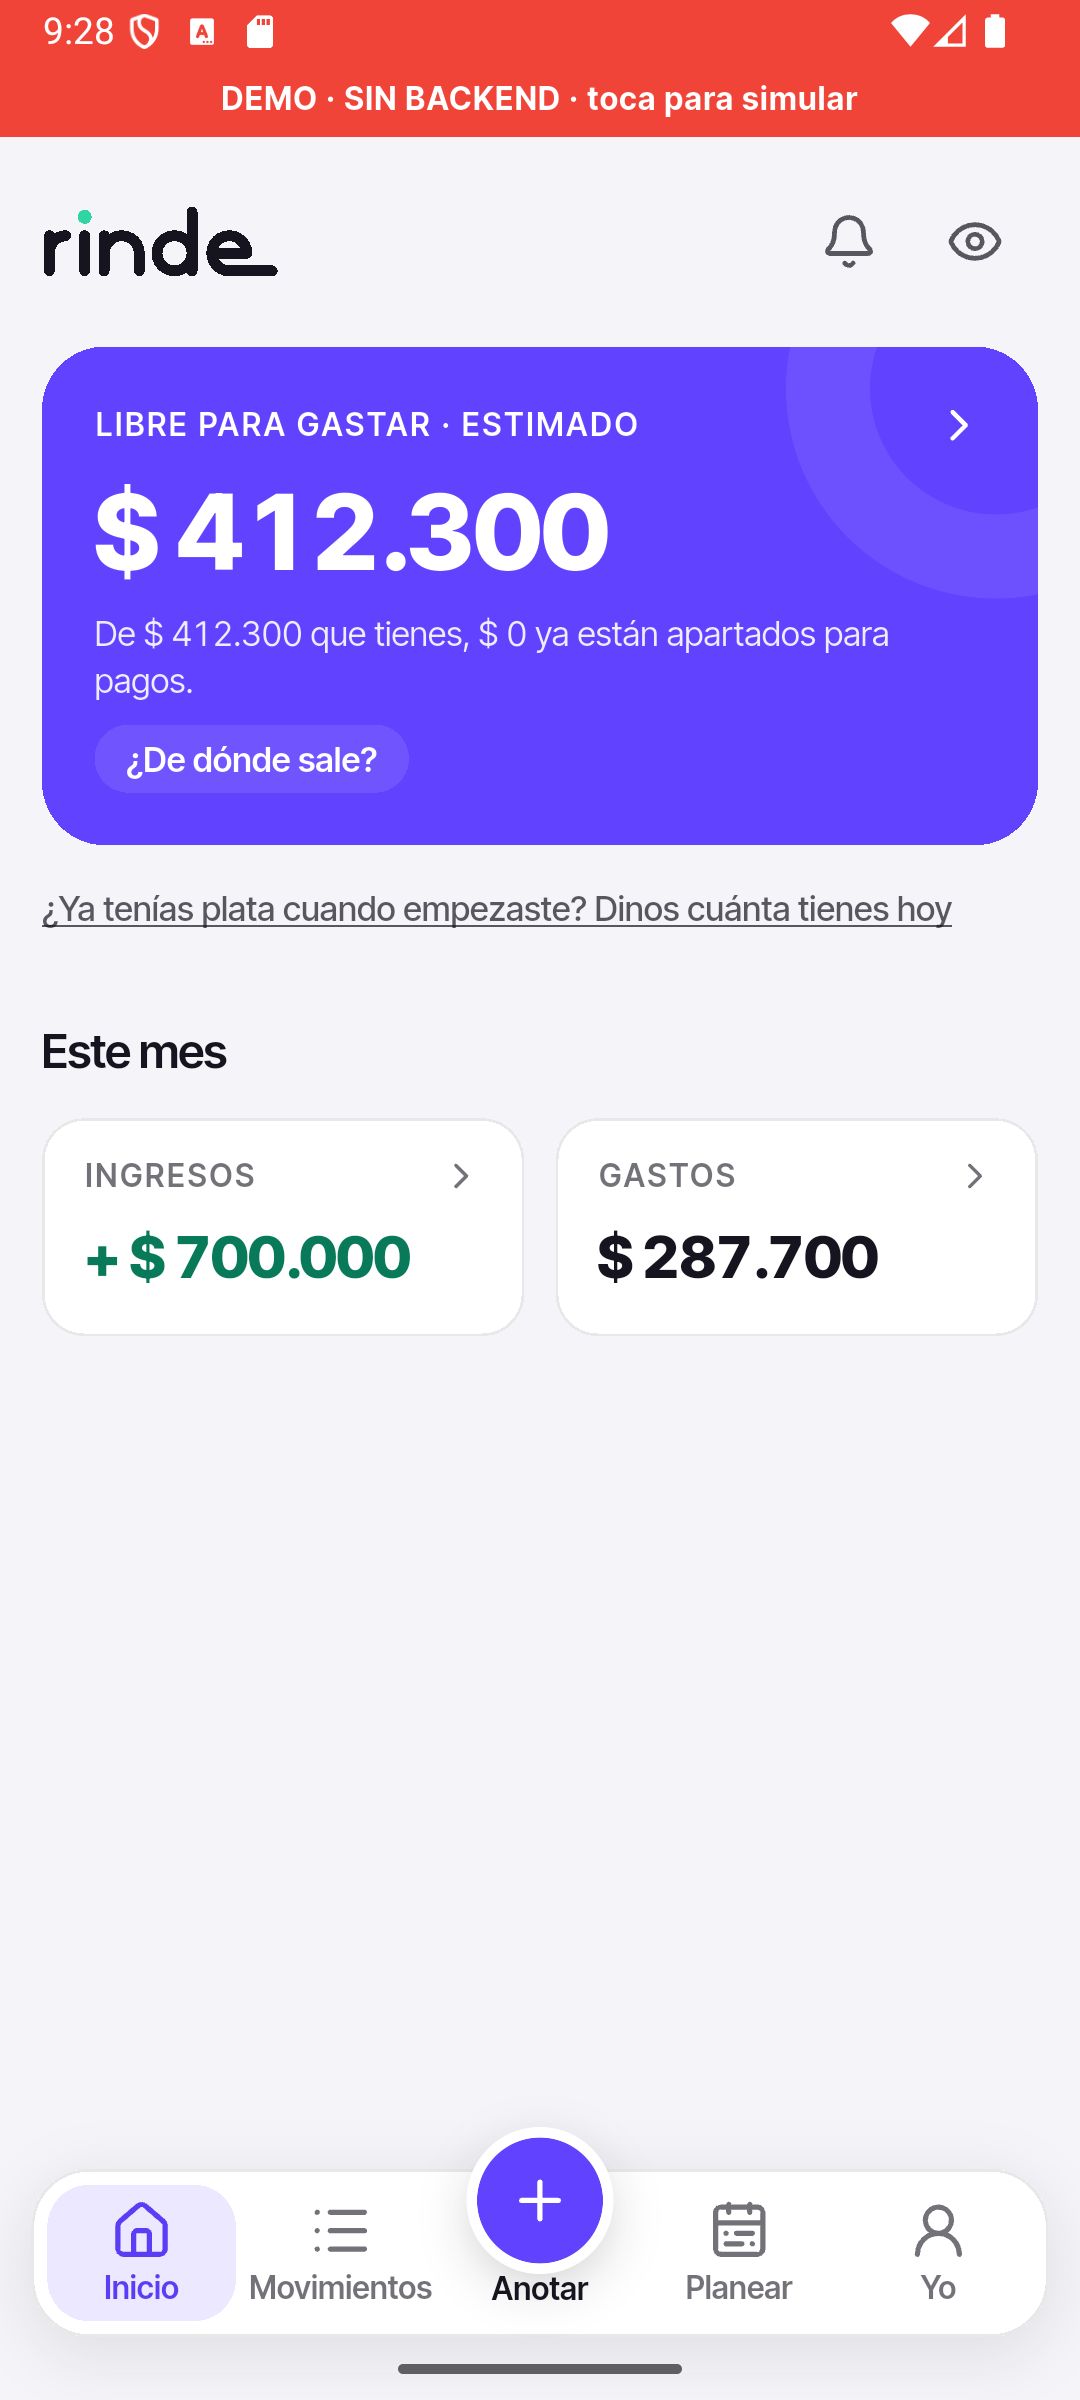 9:28
DEMO · SIN BACKEND · toca para simular
rinde
LIBRE PARA GASTAR · ESTIMADO
$ 412.300
De $ 412.300 que tienes, $ 0 ya están apartados para
pagos.
¿De dónde sale?
¿Ya tenías plata cuando empezaste? Dinos cuánta tienes hoy
Este mes
INGRESOS
+ $ 700.000
GASTOS
$ 287.700
Inicio
Movimientos
Anotar
Planear
Yo